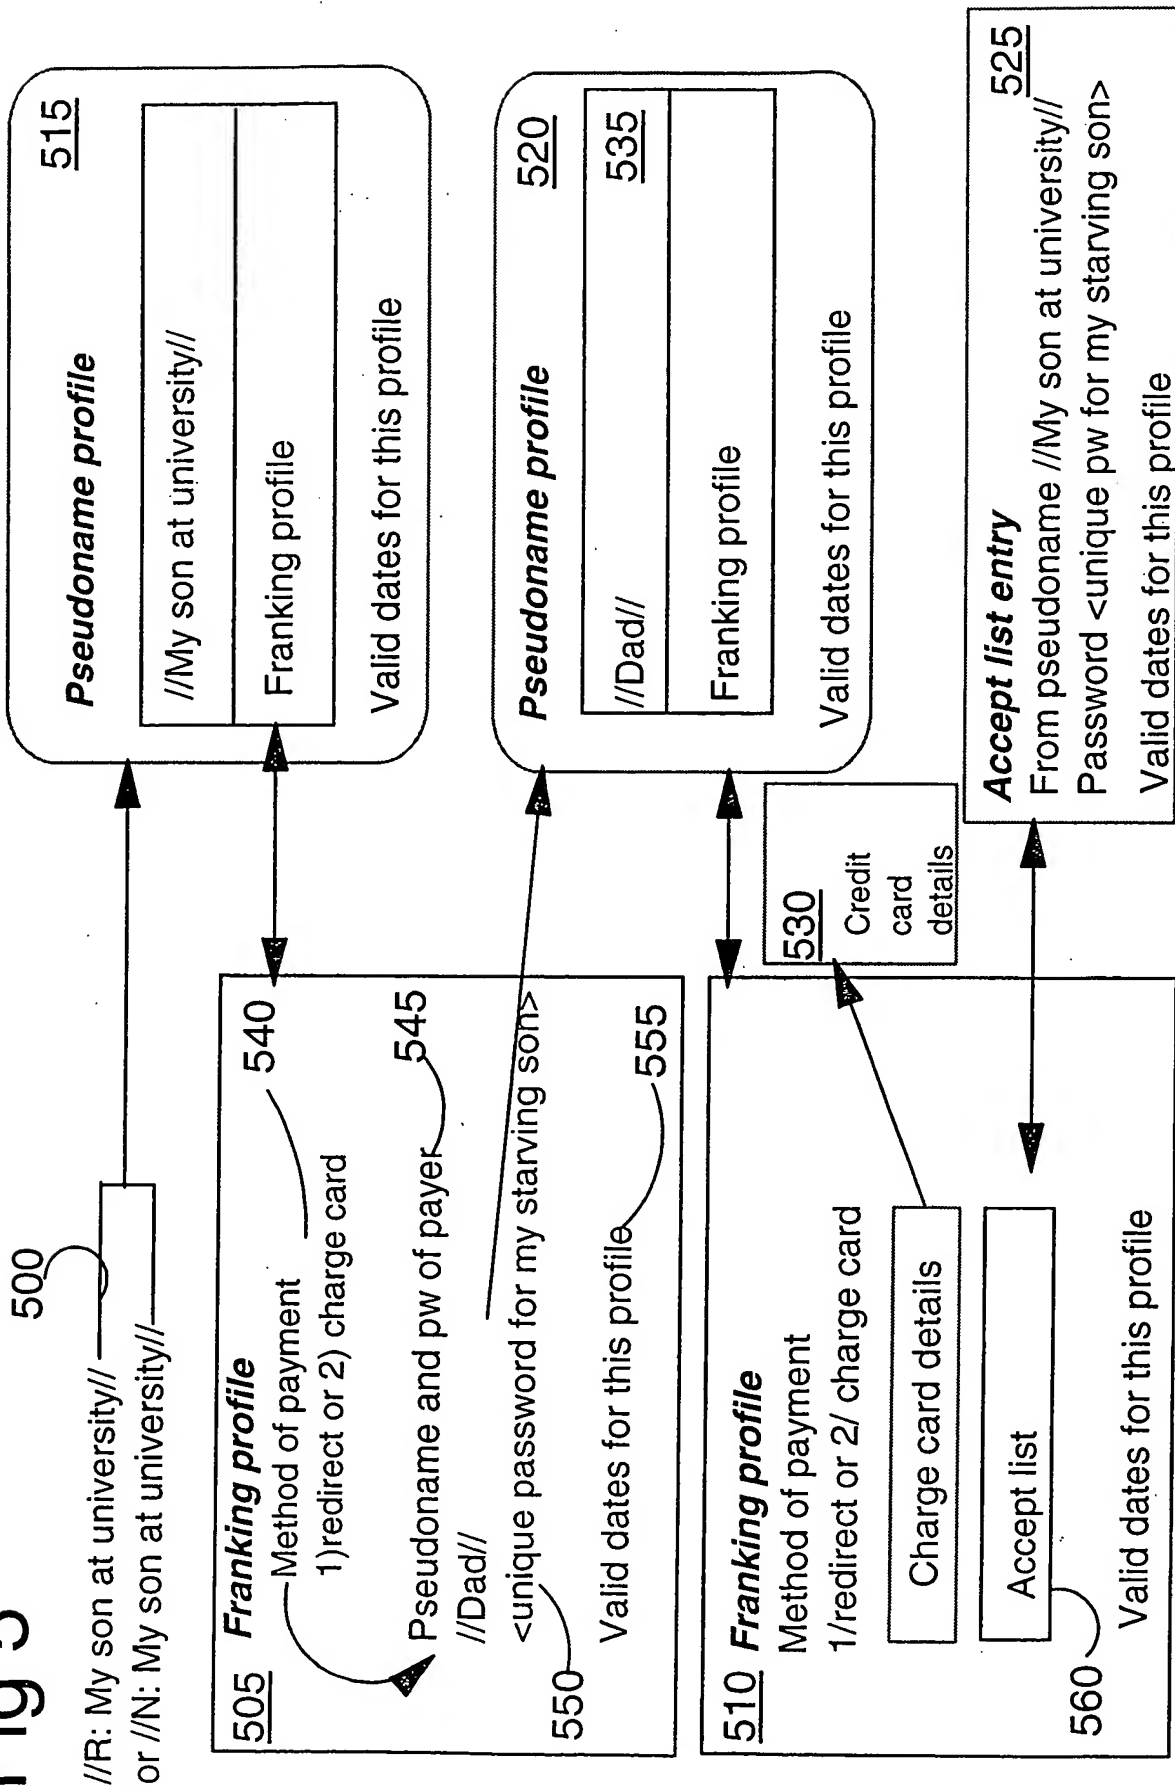 Fig 5
//R: My son at university//
or //N: My son at university//
500
Pseudoname profile
515
//My son at university//
Franking profile
Valid dates for this profile
505
Franking profile
Method of payment
1)redirect or 2) charge card
540
Pseudoname and pw of payer
545
//Dad//
<unique password for my starving son>
550
Valid dates for this profile
555
Pseudoname profile
520
//Dad//
535
Franking profile
Valid dates for this profile
510
Franking profile
Method of payment
1/redirect or 2/ charge card
Charge card details
Accept list
560
Valid dates for this profile
530
Credit
card
details
525
Accept list entry
From pseudoname //My son at university//
Password <unique pw for my starving son>
Valid dates for this profile